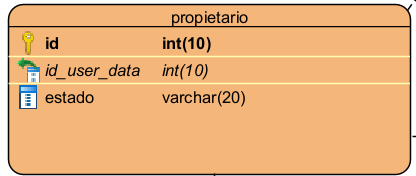 propietario
id int(10)
id_user_data int(10)
estado varchar(20)